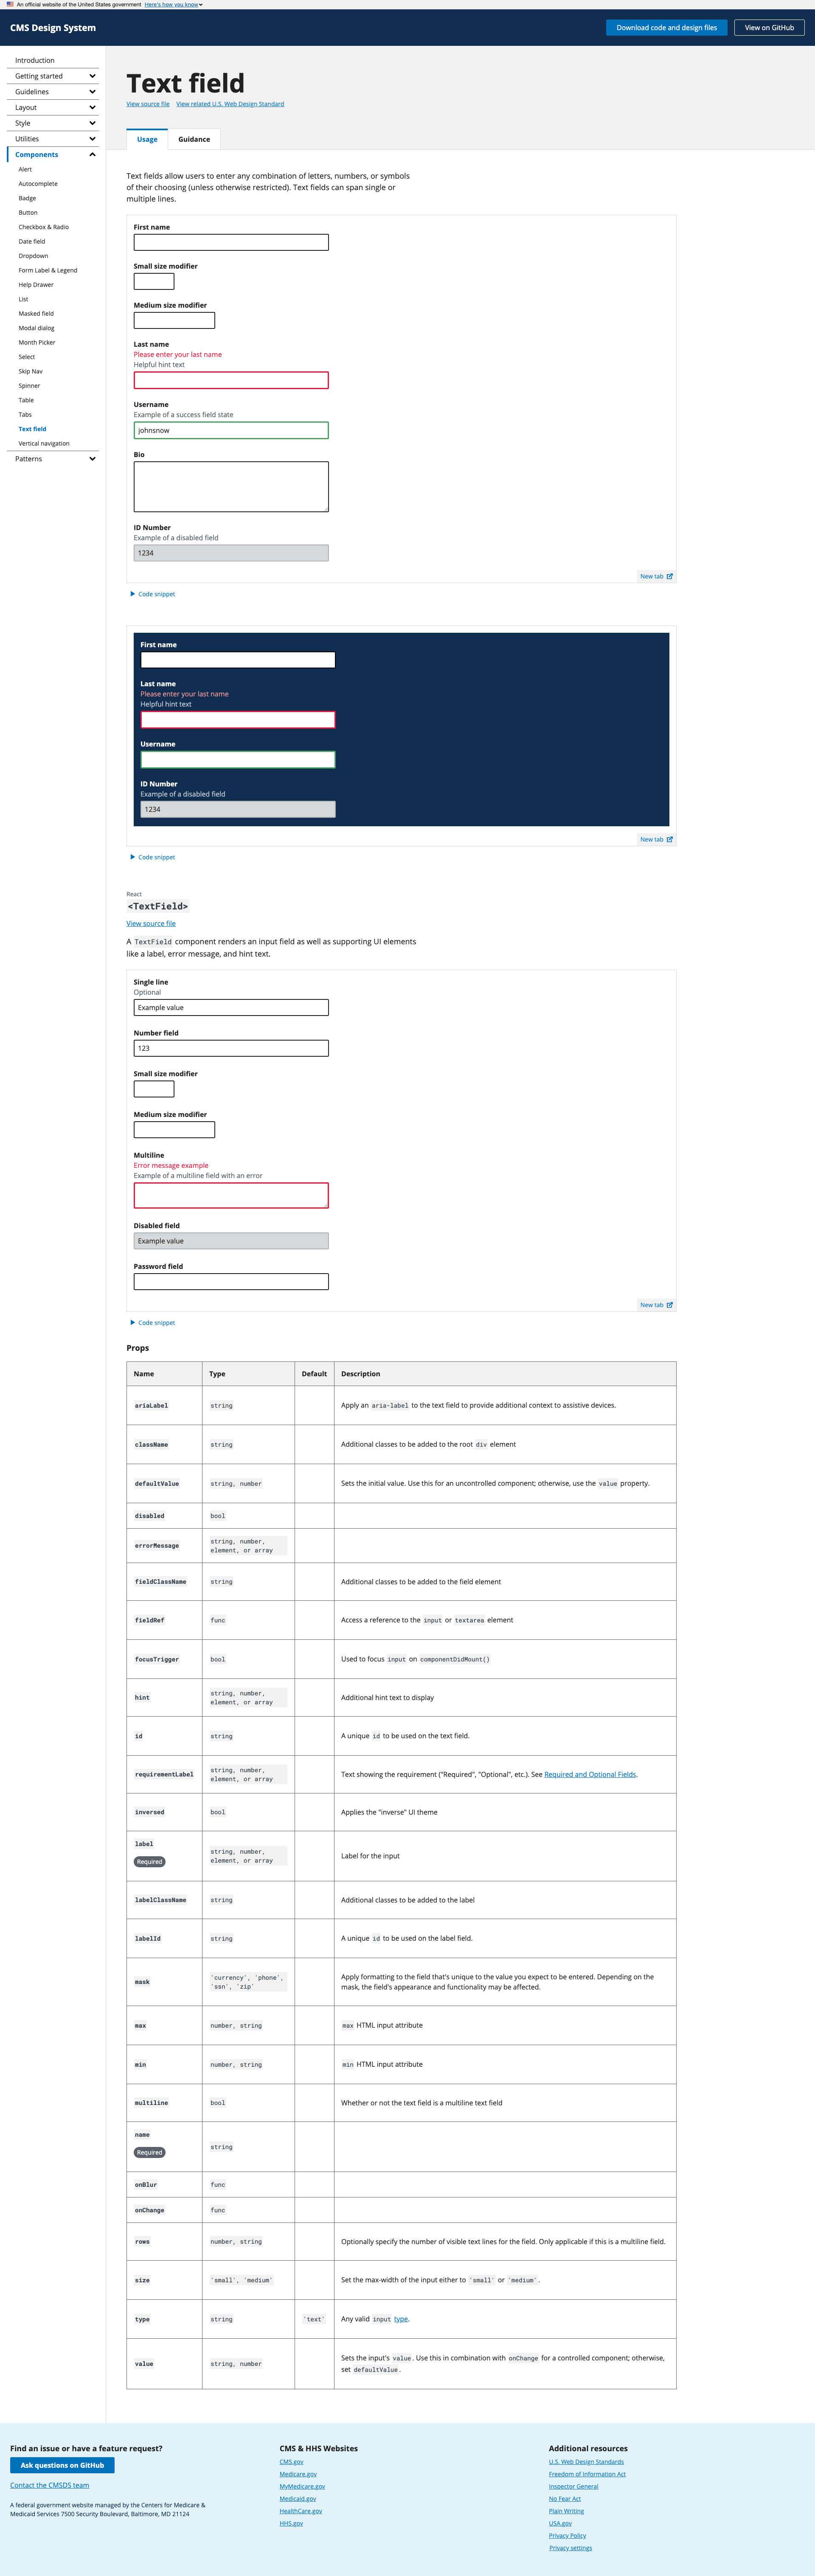 An official website of the United States government Here's how you know
CMS Design System
Download code and design files
View on GitHub
Introduction
Getting started
Guidelines
Layout
Style
Utilities
Components
Alert
Autocomplete
Badge
Button
Checkbox & Radio
Date field
Dropdown
Form Label & Legend
Help Drawer
List
Masked field
Modal dialog
Month Picker
Select
Skip Nav
Spinner
Table
Tabs
Text field
Vertical navigation
Patterns
Text field
View source file View related U.S. Web Design Standard
Usage Guidance
Text fields allow users to enter any combination of letters, numbers, or symbols
of their choosing (unless otherwise restricted). Text fields can span single or
multiple lines.
First name
Small size modifier
Medium size modifier
Last name
Please enter your last name
Helpful hint text
Username
Example of a success field state
johnsnow
Bio
ID Number
Example of a disabled field
1234
New tab
Code snippet
First name
Last name
Please enter your last name
Helpful hint text
Username
ID Number
Example of a disabled field
1234
New tab
Code snippet
React
<TextField>
View source file
A TextField component renders an input field as well as supporting UI elements
like a label, error message, and hint text.
Single line
Optional
Example value
Number field
123
Small size modifier
Medium size modifier
Multiline
Error message example
Example of a multiline field with an error
Disabled field
Example value
Password field
New tab
Code snippet
Props
Name Type Default Description
ariaLabel string Apply an aria-label to the text field to provide additional context to assistive devices.
className string Additional classes to be added to the root div element
defaultValue string, number Sets the initial value. Use this for an uncontrolled component; otherwise, use the value property.
disabled bool
errorMessage string, number,
element, or array
fieldClassName string Additional classes to be added to the field element
fieldRef func Access a reference to the input or textarea element
focusTrigger bool Used to focus input on componentDidMount()
hint string, number,
element, or array Additional hint text to display
id string A unique id to be used on the text field.
requirementLabel string, number,
element, or array Text showing the requirement ("Required", "Optional", etc.). See Required and Optional Fields.
inversed bool Applies the "inverse" UI theme
label
Required string, number,
element, or array Label for the input
labelClassName string Additional classes to be added to the label
labelId string A unique id to be used on the label field.
mask 'currency', 'phone',
'ssn', 'zip' Apply formatting to the field that's unique to the value you expect to be entered. Depending on the
mask, the field's appearance and functionality may be affected.
max number, string max HTML input attribute
min number, string min HTML input attribute
multiline bool Whether or not the text field is a multiline text field
name
Required string
onBlur func
onChange func
rows number, string Optionally specify the number of visible text lines for the field. Only applicable if this is a multiline field.
size 'small', 'medium' Set the max-width of the input either to 'small' or 'medium'.
type string 'text' Any valid input type.
value string, number Sets the input's value. Use this in combination with onChange for a controlled component; otherwise,
set defaultValue.
Find an issue or have a feature request?
Ask questions on GitHub
Contact the CMSDS team
A federal government website managed by the Centers for Medicare &
Medicaid Services 7500 Security Boulevard, Baltimore, MD 21124
CMS & HHS Websites
CMS.gov
Medicare.gov
MyMedicare.gov
Medicaid.gov
HealthCare.gov
HHS.gov
Additional resources
U.S. Web Design Standards
Freedom of Information Act
Inspector General
No Fear Act
Plain Writing
USA.gov
Privacy Policy
Privacy settings